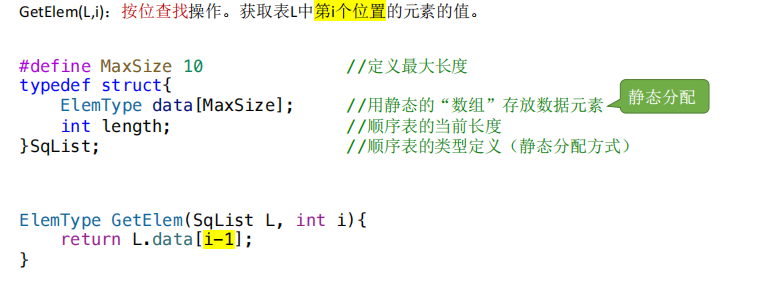 GetElem(L,i)：按位查找操作。获取表L中第i个位置的元素的值。
#define MaxSize 10 //定义最大长度
typedef struct{
ElemType data[MaxSize]; //用静态的“数组”存放数据元素 静态分配
int length; //顺序表的当前长度
}SqList; //顺序表的类型定义（静态分配方式）
ElemType GetElem(SqList L, int i){
return L.data[i-1];
}